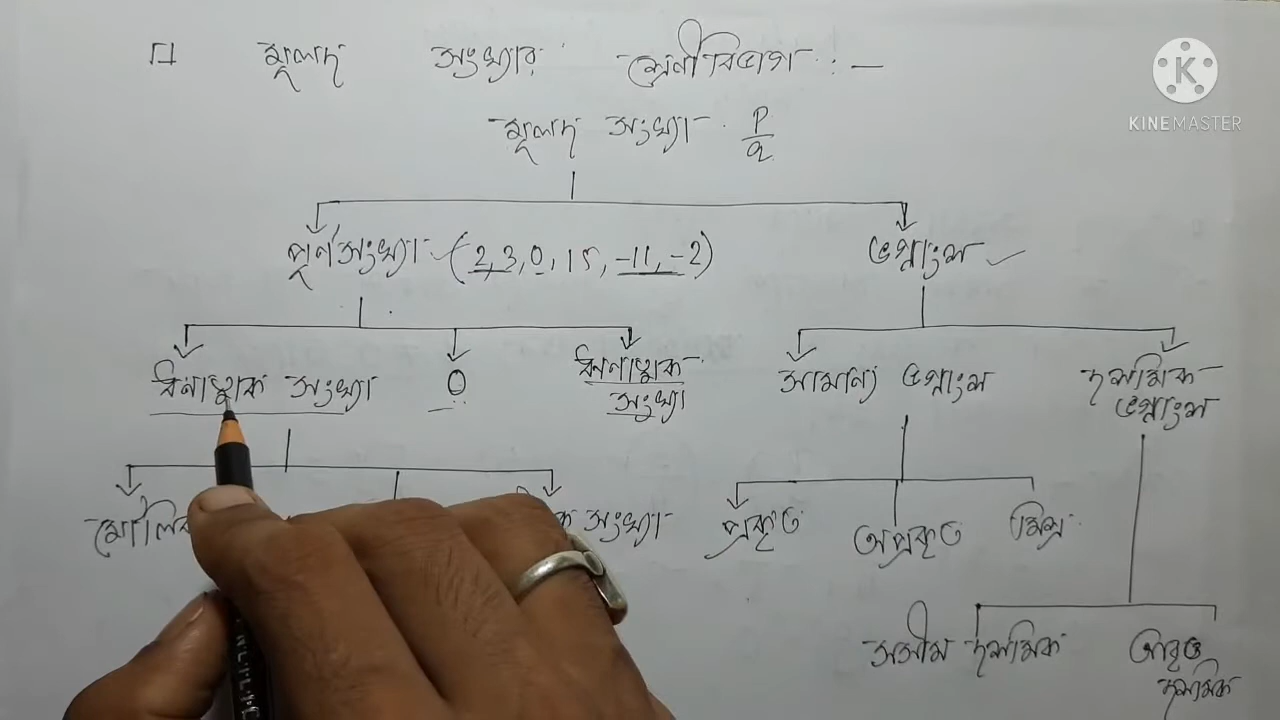 মূলদ সংখ্যার শ্রেণীবিভাগ : —
মূলদ সংখ্যা p/q
পূর্ণসংখ্যা (2, 3, 0, 15, -11, -2) ভগ্নাংশ
ধনাত্মক সংখ্যা 0 ঋণাত্মক সংখ্যা সামান্য ভগ্নাংশ দশমিক ভগ্নাংশ
সংখ্যা প্রকৃত অপ্রকৃত মিশ্র
সসীম দশমিক আবৃত্ত দশমিক
KINEMASTER